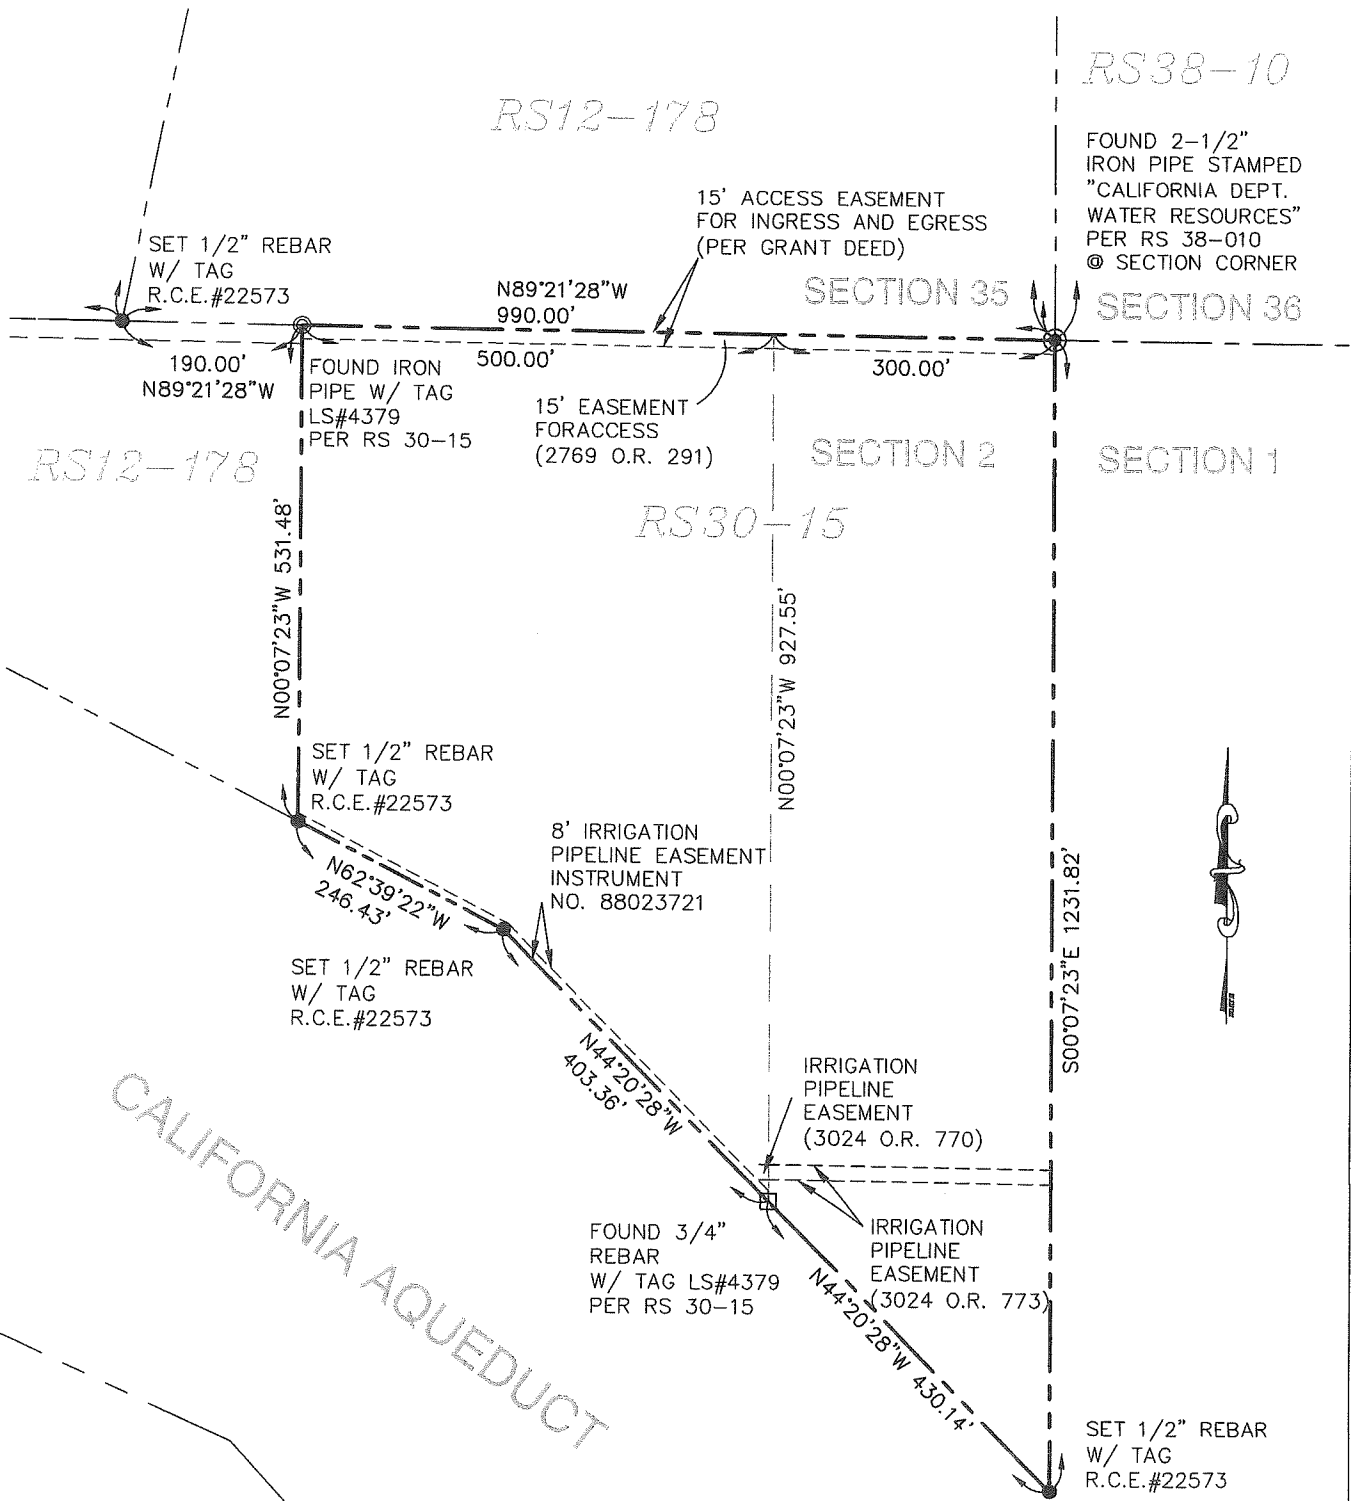 RS38-10
RS12-178
FOUND 2-1/2"
IRON PIPE STAMPED
"CALIFORNIA DEPT.
WATER RESOURCES"
PER RS 38-010
@ SECTION CORNER
15' ACCESS EASEMENT
FOR INGRESS AND EGRESS
(PER GRANT DEED)
SET 1/2" REBAR
W/ TAG
R.C.E.#22573
N89°21'28"W
990.00'
SECTION 35
SECTION 36
190.00'
N89°21'28"W
FOUND IRON
PIPE W/ TAG
LS#4379
PER RS 30-15
500.00'
300.00'
15' EASEMENT
FORACCESS
(2769 O.R. 291)
RS12-178
SECTION 2
SECTION 1
RS30-15
N00°07'23"W 531.48'
N00°07'23"W 927.55'
S00°07'23"E 1231.82'
SET 1/2" REBAR
W/ TAG
R.C.E.#22573
8' IRRIGATION
PIPELINE EASEMENT
INSTRUMENT
NO. 88023721
N62°39'22"W
246.43'
SET 1/2" REBAR
W/ TAG
R.C.E.#22573
N44°20'28"W
403.36'
IRRIGATION
PIPELINE
EASEMENT
(3024 O.R. 770)
CALIFORNIA AQUEDUCT
FOUND 3/4"
REBAR
W/ TAG LS#4379
PER RS 30-15
IRRIGATION
PIPELINE
EASEMENT
(3024 O.R. 773)
N44°20'28"W 430.14'
SET 1/2" REBAR
W/ TAG
R.C.E.#22573